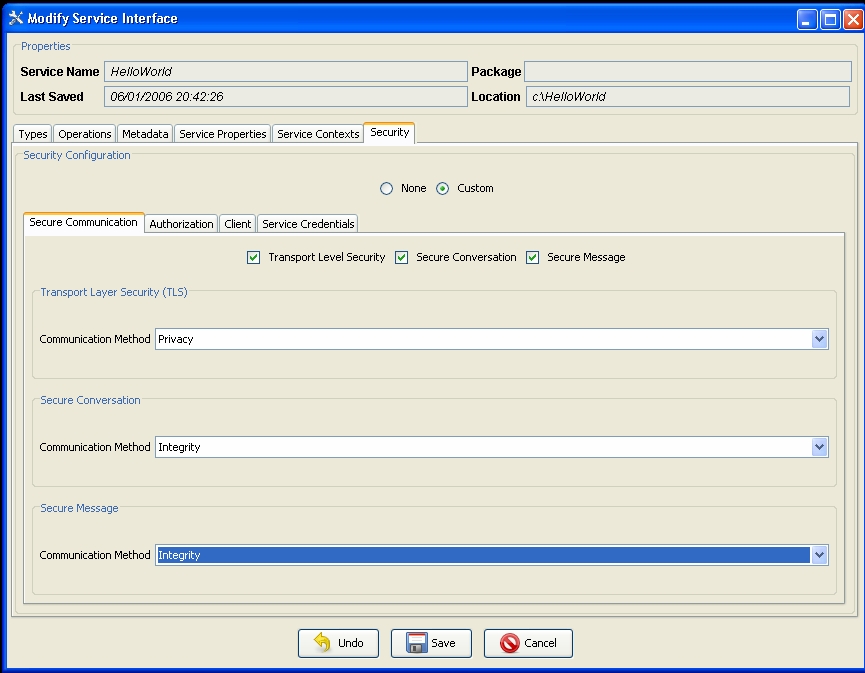 Modify Service Interface
Properties
Service Name HelloWorld Package
Last Saved 06/01/2006 20:42:26 Location c:\HelloWorld
Types Operations Metadata Service Properties Service Contexts Security
Security Configuration
None Custom
Secure Communication Authorization Client Service Credentials
Transport Level Security Secure Conversation Secure Message
Transport Layer Security (TLS)
Communication Method Privacy
Secure Conversation
Communication Method Integrity
Secure Message
Communication Method Integrity
Undo Save Cancel